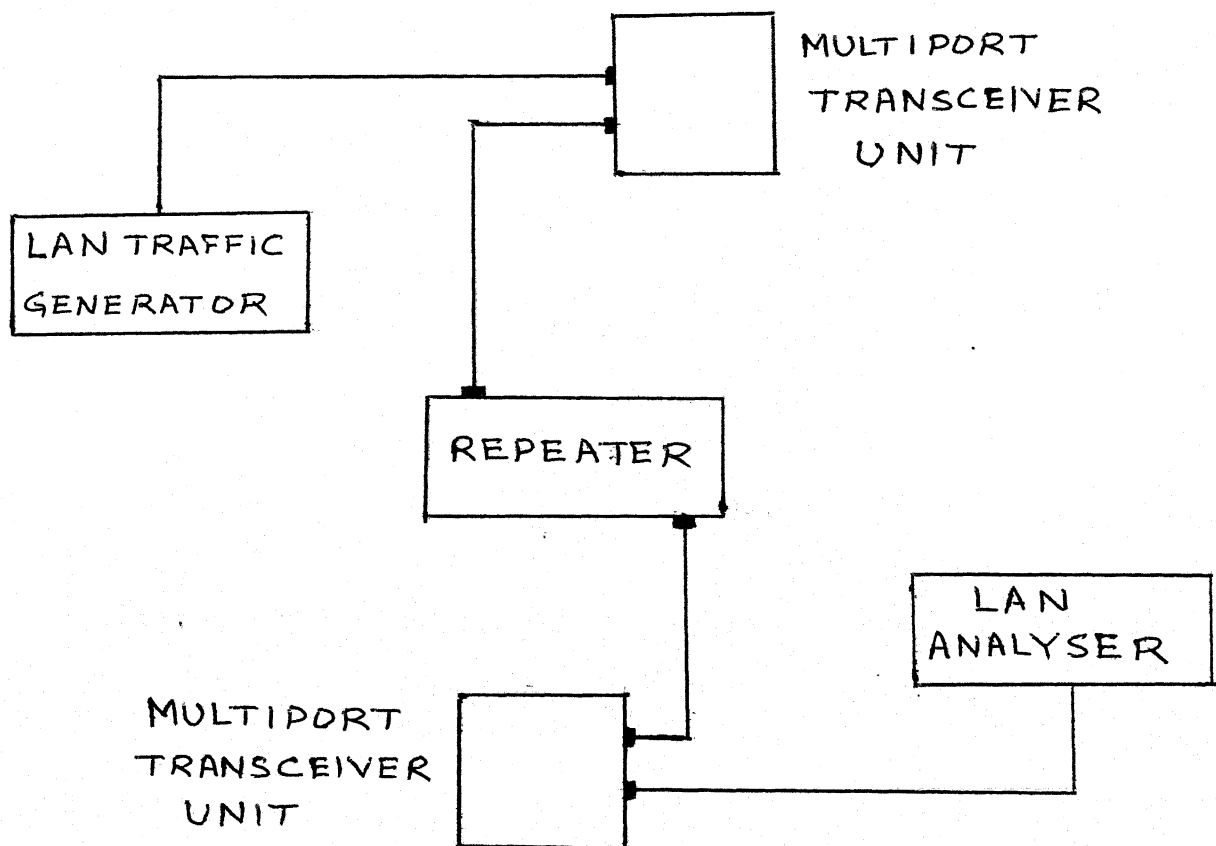 MULTIPORT
TRANSCEIVER
UNIT
LAN TRAFFIC
GENERATOR
REPEATER
LAN
ANALYSER
MULTIPORT
TRANSCEIVER
UNIT